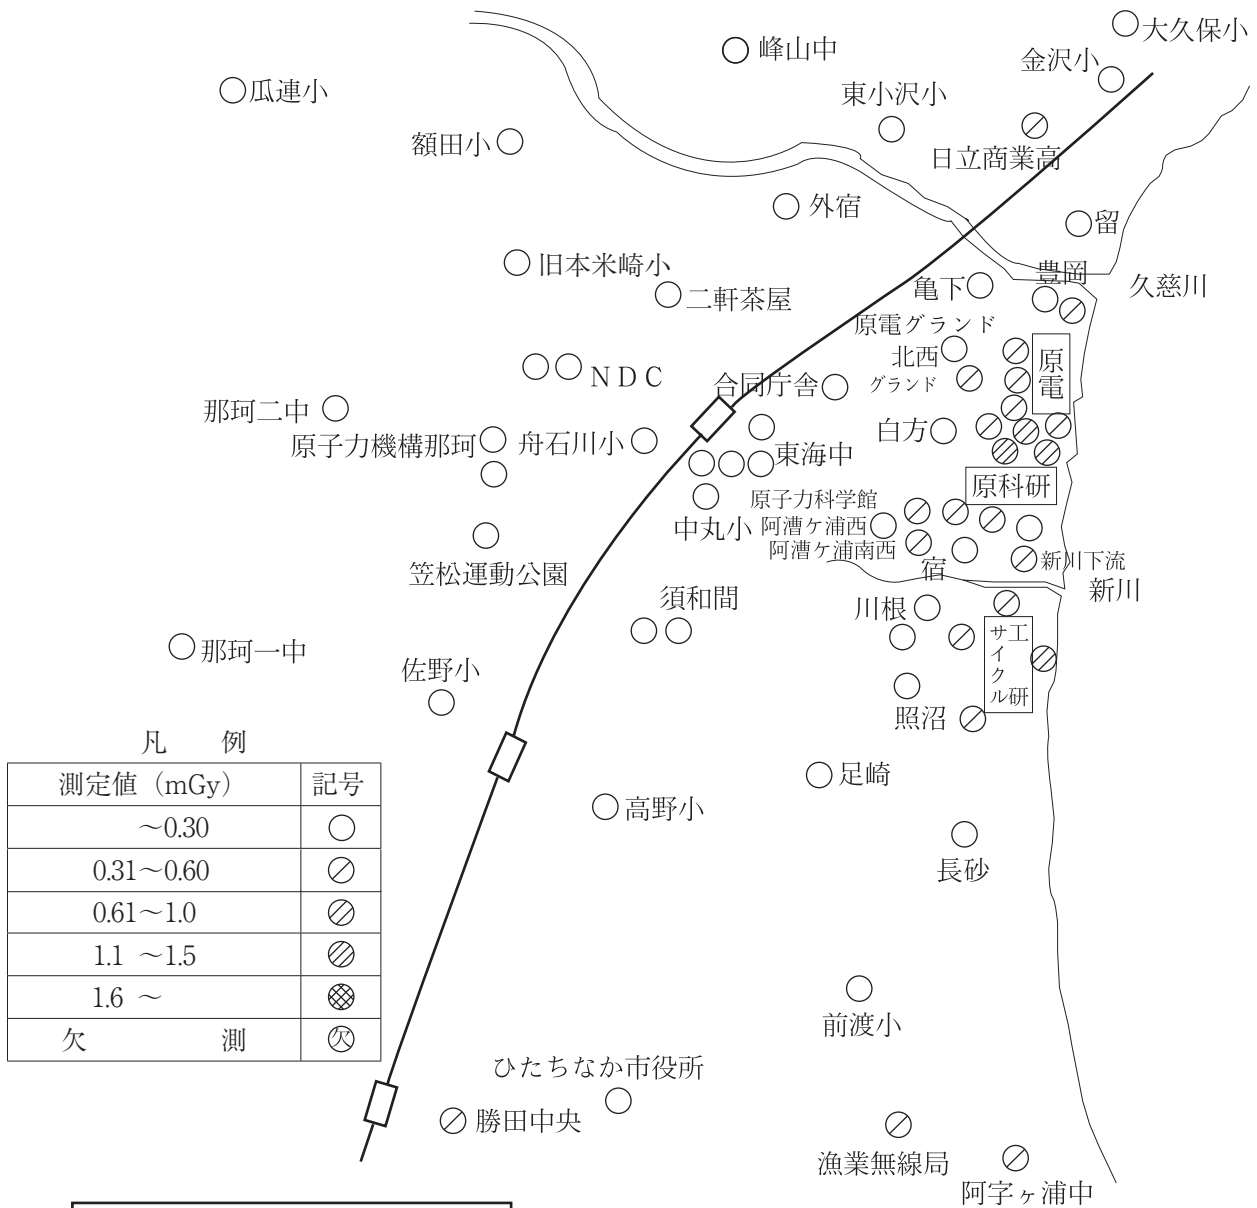 大久保小
峰山中
金沢小
瓜連小
東小沢小
額田小
日立商業高
外宿
留
旧本米崎小
豊岡
亀下
久慈川
二軒茶屋
原電グランド
北西
原電
グランド
NDC
合同庁舎
那珂二中
白方
原子力機構那珂
舟石川小
東海中
原科研
原子力科学館
中丸小
阿漕ケ浦西
阿漕ケ浦南西
新川下流
宿
笠松運動公園
新川
須和間
川根
サイクル工研
那珂一中
佐野小
照沼
足崎
高野小
長砂
凡 例
測定値(mGy) 記号
~0.30
0.31~0.60
0.61~1.0
1.1 ~1.5
1.6 ~
欠 測 欠
前渡小
ひたちなか市役所
勝田中央
漁業無線局
阿字ヶ浦中